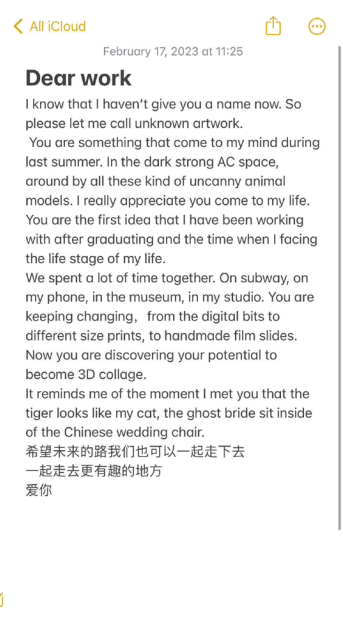 All iCloud
February 17, 2023 at 11:25
Dear work
I know that I haven't give you a name now. So
please let me call unknown artwork.
You are something that come to my mind during
last summer. In the dark strong AC space,
around by all these kind of uncanny animal
models. I really appreciate you come to my life.
You are the first idea that I have been working
with after graduating and the time when I facing
the life stage of my life.
We spent a lot of time together. On subway, on
my phone, in the museum, in my studio. You are
keeping changing，from the digital bits to
different size prints, to handmade film slides.
Now you are discovering your potential to
become 3D collage.
It reminds me of the moment I met you that the
tiger looks like my cat, the ghost bride sit inside
of the Chinese wedding chair.
希望未来的路我们也可以一起走下去
一起走去更有趣的地方
爱你